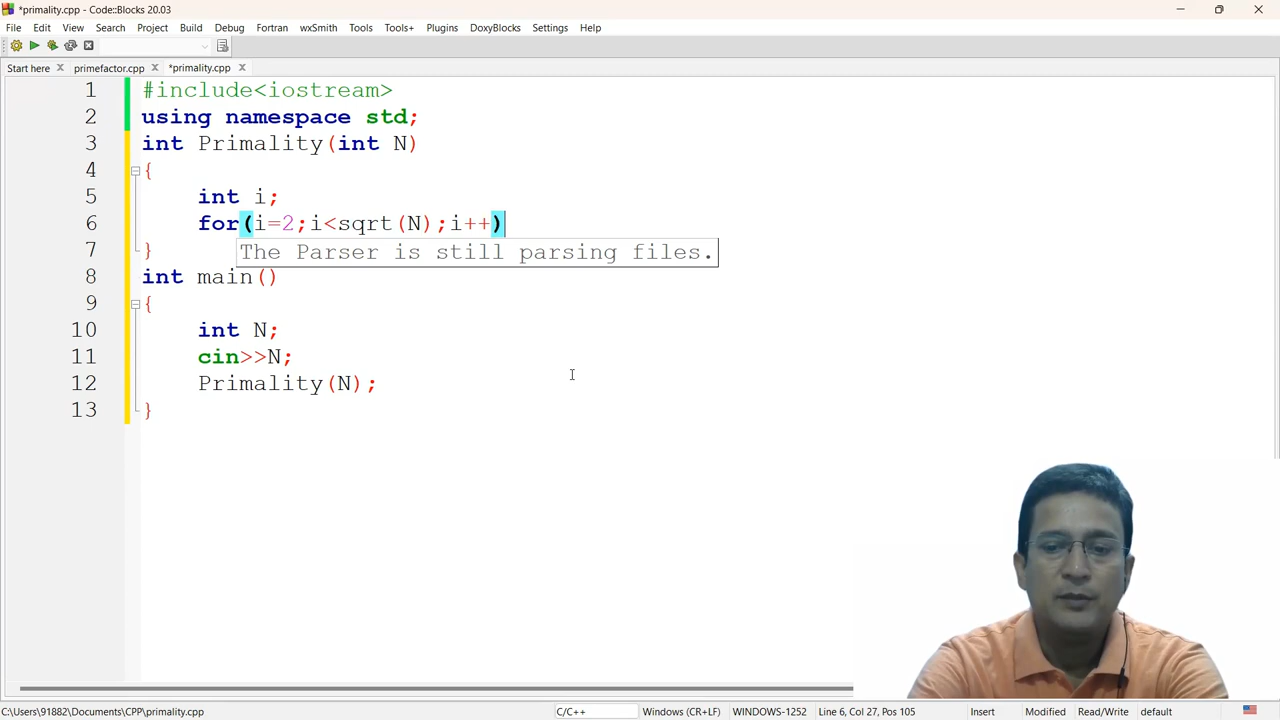 *primality.cpp - Code::Blocks 20.03
File Edit View Search Project Build Debug Fortran wxSmith Tools Tools+ Plugins DoxyBlocks Settings Help
Start here primefactor.cpp *primality.cpp
1 #include<iostream>
2 using namespace std;
3 int Primality(int N)
4 {
5 int i;
6 for(i=2;i<sqrt(N);i++)
7 }
The Parser is still parsing files.
8 int main()
9 {
10 int N;
11 cin>>N;
12 Primality(N);
13 }
C:\Users\91882\Documents\CPP\primality.cpp C/C++ Windows (CR+LF) WINDOWS-1252 Line 6, Col 27, Pos 105 Insert Modified Read/Write default